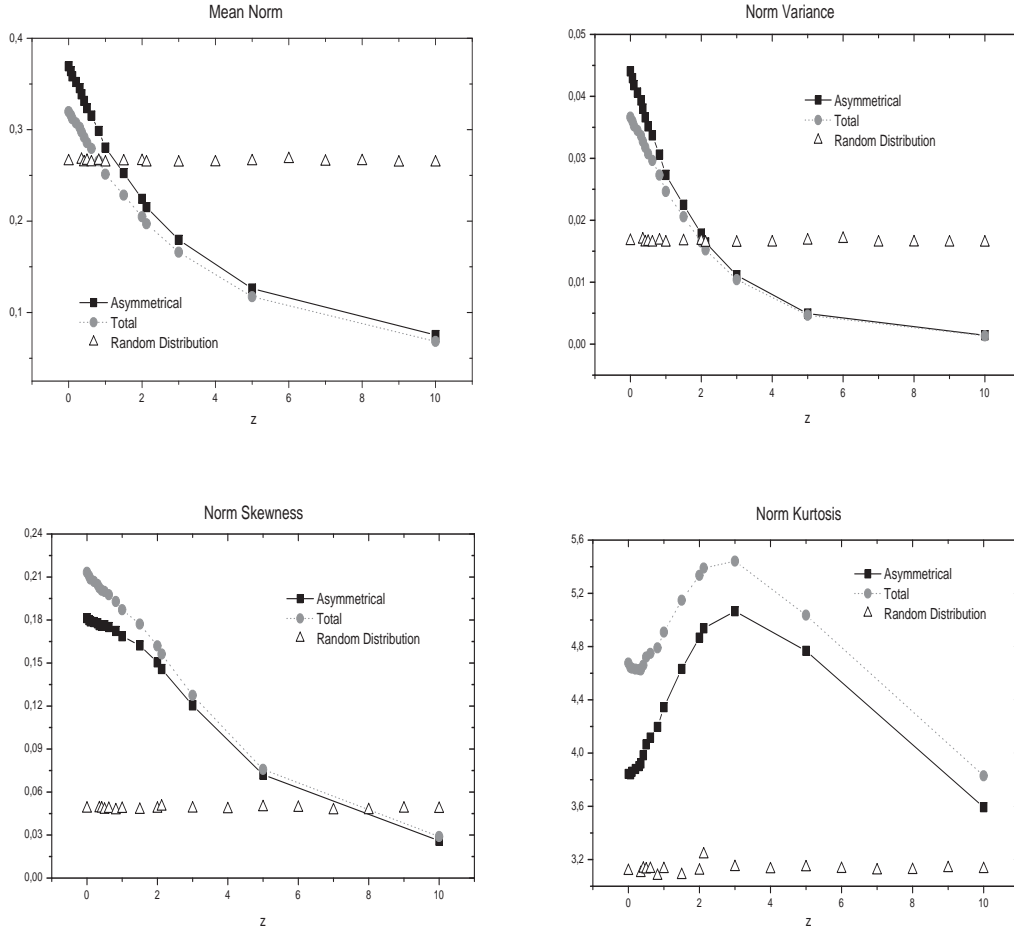 Mean Norm
0,4
0,3
0,2
0,1
Asymmetrical
Total
Random Distribution
0 2 4 6 8 10
z
Norm Variance
0,05
0,04
0,03
0,02
0,01
0,00
Asymmetrical
Total
Random Distribution
0 2 4 6 8 10
z
Norm Skewness
0,24
0,21
0,18
0,15
0,12
0,09
0,06
0,03
0,00
Asymmetrical
Total
Random Distribution
0 2 4 6 8 10
z
Norm Kurtosis
5,6
5,2
4,8
4,4
4,0
3,6
3,2
Asymmetrical
Total
Random Distribution
0 2 4 6 8 10
z